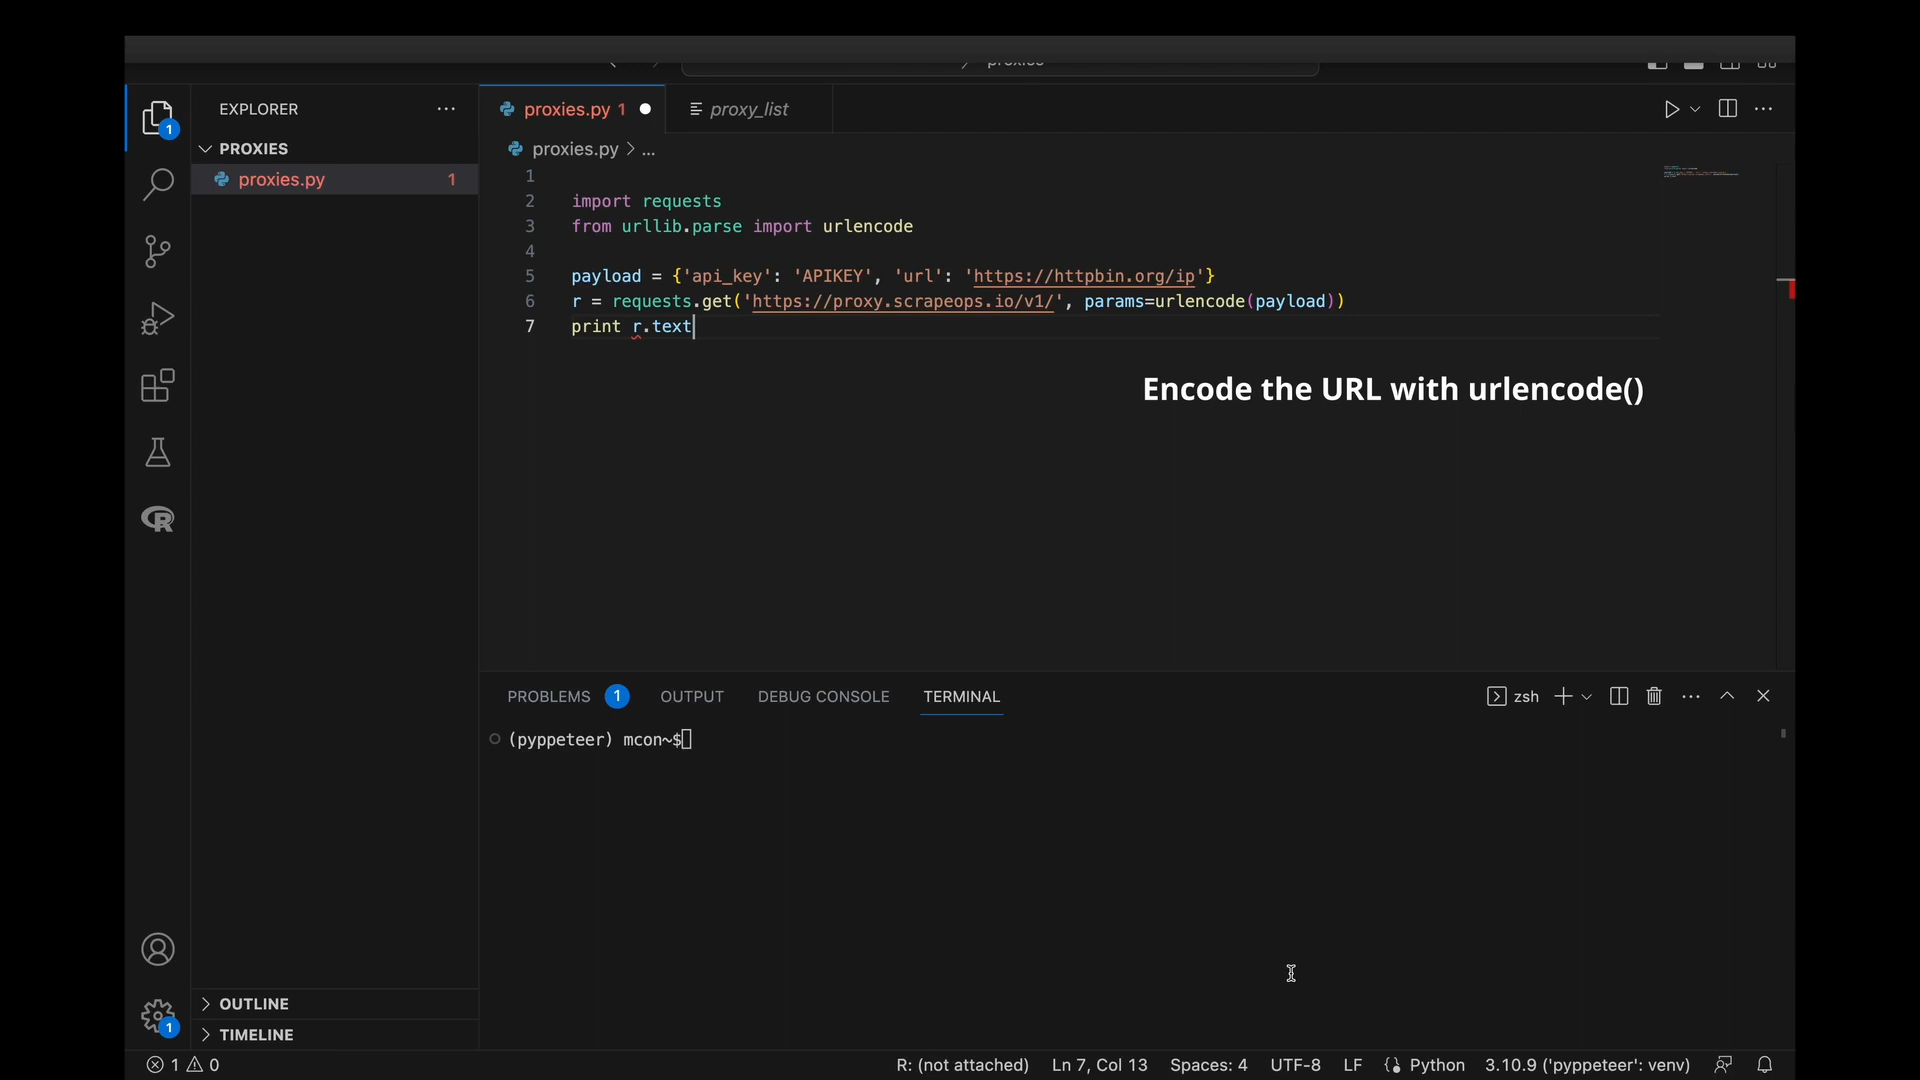 EXPLORER
proxies.py 1
proxy_list
PROXIES
proxies.py > ...
proxies.py 1
1
2 import requests
3 from urllib.parse import urlencode
4
5 payload = {'api_key': 'APIKEY', 'url': 'https://httpbin.org/ip'}
6 r = requests.get('https://proxy.scrapeops.io/v1/', params=urlencode(payload))
7 print r.text
Encode the URL with urlencode()
PROBLEMS 1 OUTPUT DEBUG CONSOLE TERMINAL
zsh
(pyppeteer) mcon~$
OUTLINE
TIMELINE
1
1
1 0
R: (not attached) Ln 7, Col 13 Spaces: 4 UTF-8 LF Python 3.10.9 ('pyppeteer': venv)